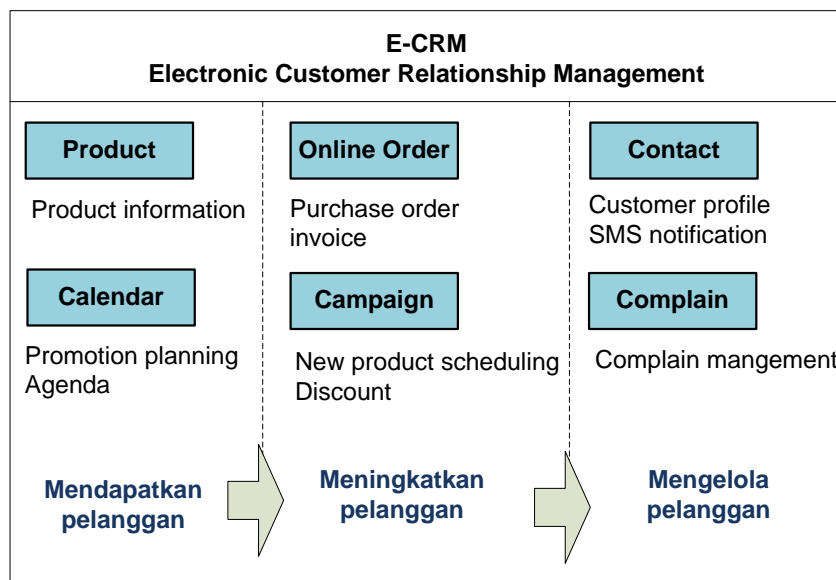 E-CRM
Electronic Customer Relationship Management
Product
Product information
Calendar
Promotion planning
Agenda
Mendapatkan
pelanggan
Online Order
Purchase order
invoice
Campaign
New product scheduling
Discount
Meningkatkan
pelanggan
Contact
Customer profile
SMS notification
Complain
Complain mangement
Mengelola
pelanggan